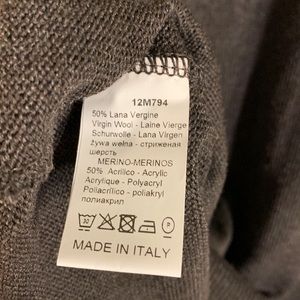 12M794
50% Lana Vergine
Virgin Wool - Laine Vierge
Schurwolle - Lana Virgen
żywa wełna - стриженая
шерсть
MERINO-MERINOS
50% Acrilico - Acrylic
Acrylique - Polyacryl
Poliacrilico - poliakryl
полиакрил
MADE IN ITALY